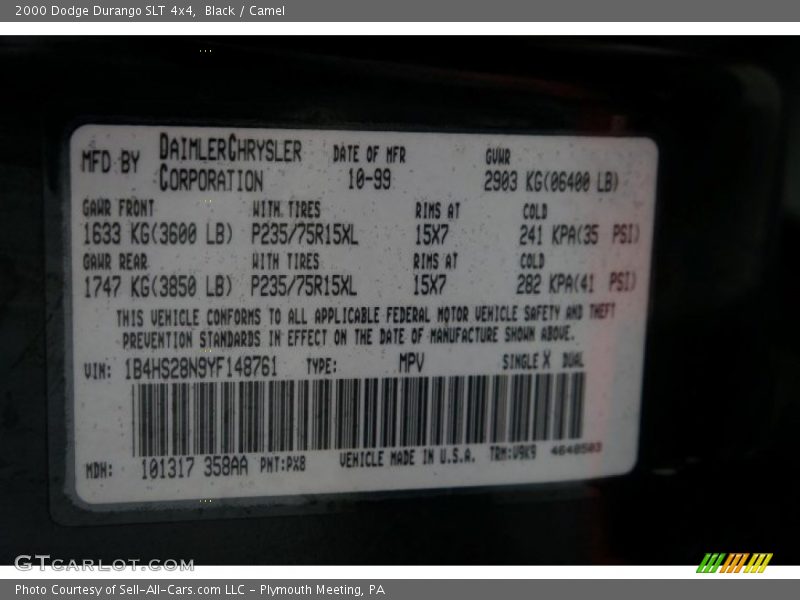 2000 Dodge Durango SLT 4x4, Black / Camel
MFD BY DAIMLERCHRYSLER CORPORATION DATE OF MFR 10-99 GVWR 2903 KG(06400 LB)
GAWR FRONT WITH TIRES RIMS AT COLD
1633 KG(3600 LB) P235/75R15XL 15X7 241 KPA(35 PSI)
GAWR REAR WITH TIRES RIMS AT COLD
1747 KG(3850 LB) P235/75R15XL 15X7 282 KPA(41 PSI)
THIS VEHICLE CONFORMS TO ALL APPLICABLE FEDERAL MOTOR VEHICLE SAFETY AND THEFT
PREVENTION STANDARDS IN EFFECT ON THE DATE OF MANUFACTURE SHOWN ABOVE.
VIN: 1B4HS28N9YF148761 TYPE: MPV SINGLE X DUAL
MDH: 101317 358AA PNT:PX8 VEHICLE MADE IN U.S.A. TRM:V9K9 4648503
GTCARLOT.COM
Photo Courtesy of Sell-All-Cars.com LLC – Plymouth Meeting, PA